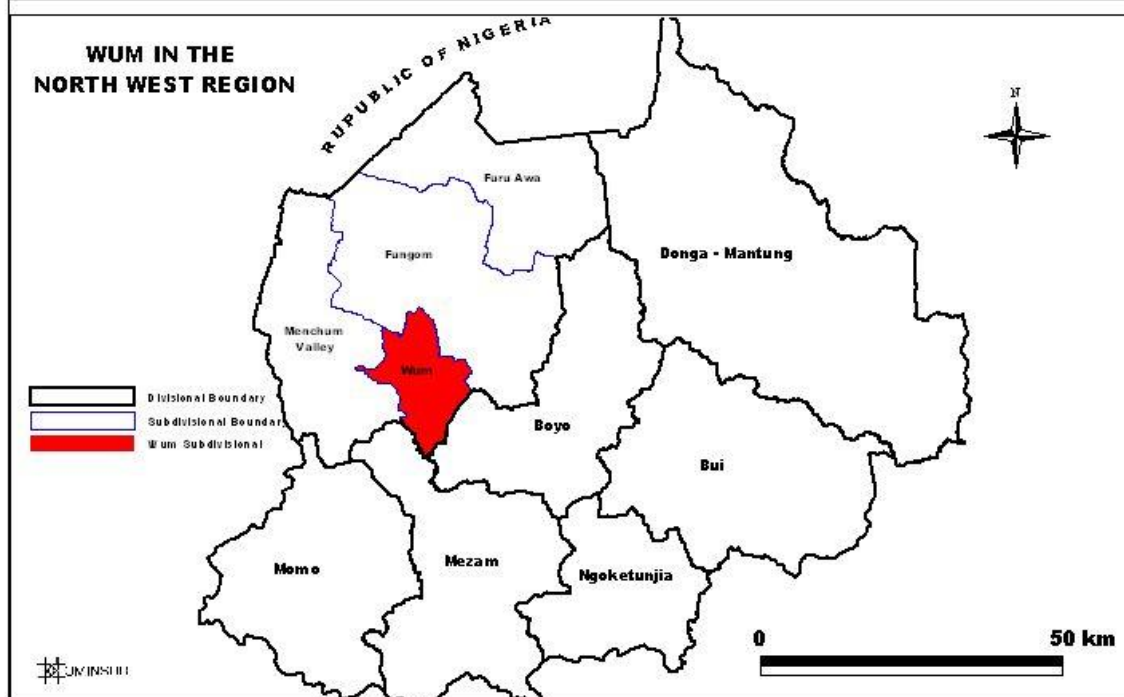 WUM IN THE
NORTH WEST REGION
RUPUBLIC OF NIGERIA
N
Furu Awa
Fungom
Donga - Mantung
Menchum
Valley
Wum
Divisional Boundary
Subdivisional Boundar
Wum Subdivisional
Boyo
Bui
Momo
Mezam
Ngoketunjia
0
50 km